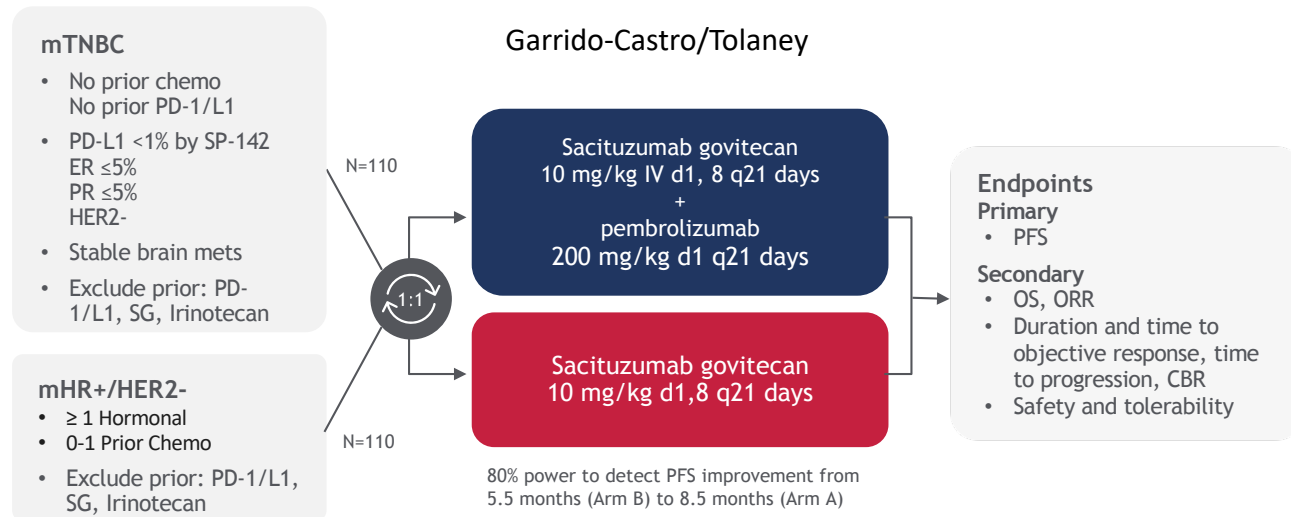 Garrido-Castro/Tolaney
mTNBC
• No prior chemo
No prior PD-1/L1
• PD-L1 <1% by SP-142
ER ≤5%
PR ≤5%
HER2-
• Stable brain mets
• Exclude prior: PD-
1/L1, SG, Irinotecan
N=110
mHR+/HER2-
• ≥ 1 Hormonal
• 0-1 Prior Chemo
• Exclude prior: PD-1/L1,
SG, Irinotecan
N=110
1:1
Sacituzumab govitecan
10 mg/kg IV d1, 8 q21 days
+
pembrolizumab
200 mg/kg d1 q21 days
Sacituzumab govitecan
10 mg/kg d1,8 q21 days
80% power to detect PFS improvement from
5.5 months (Arm B) to 8.5 months (Arm A)
Endpoints
Primary
• PFS
Secondary
• OS, ORR
• Duration and time to
objective response, time
to progression, CBR
• Safety and tolerability